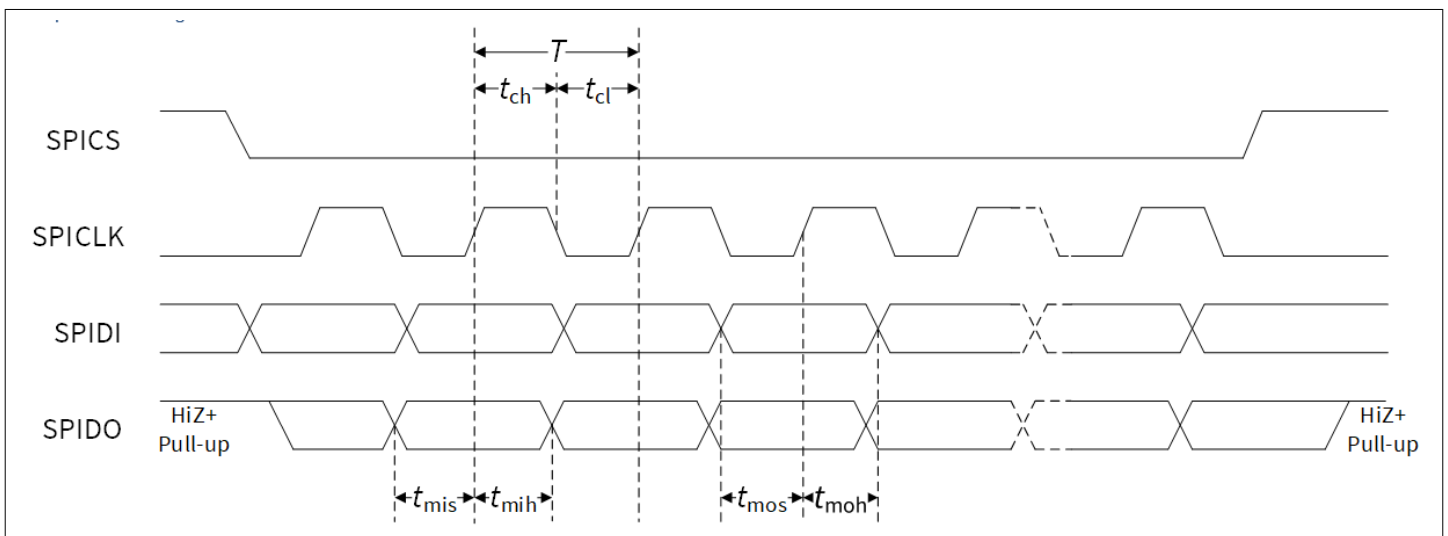 T
tch tcl
SPICS
SPICLK
SPIDI
SPIDO
HiZ+
Pull-up
HiZ+
Pull-up
tmis tmih tmos tmoh